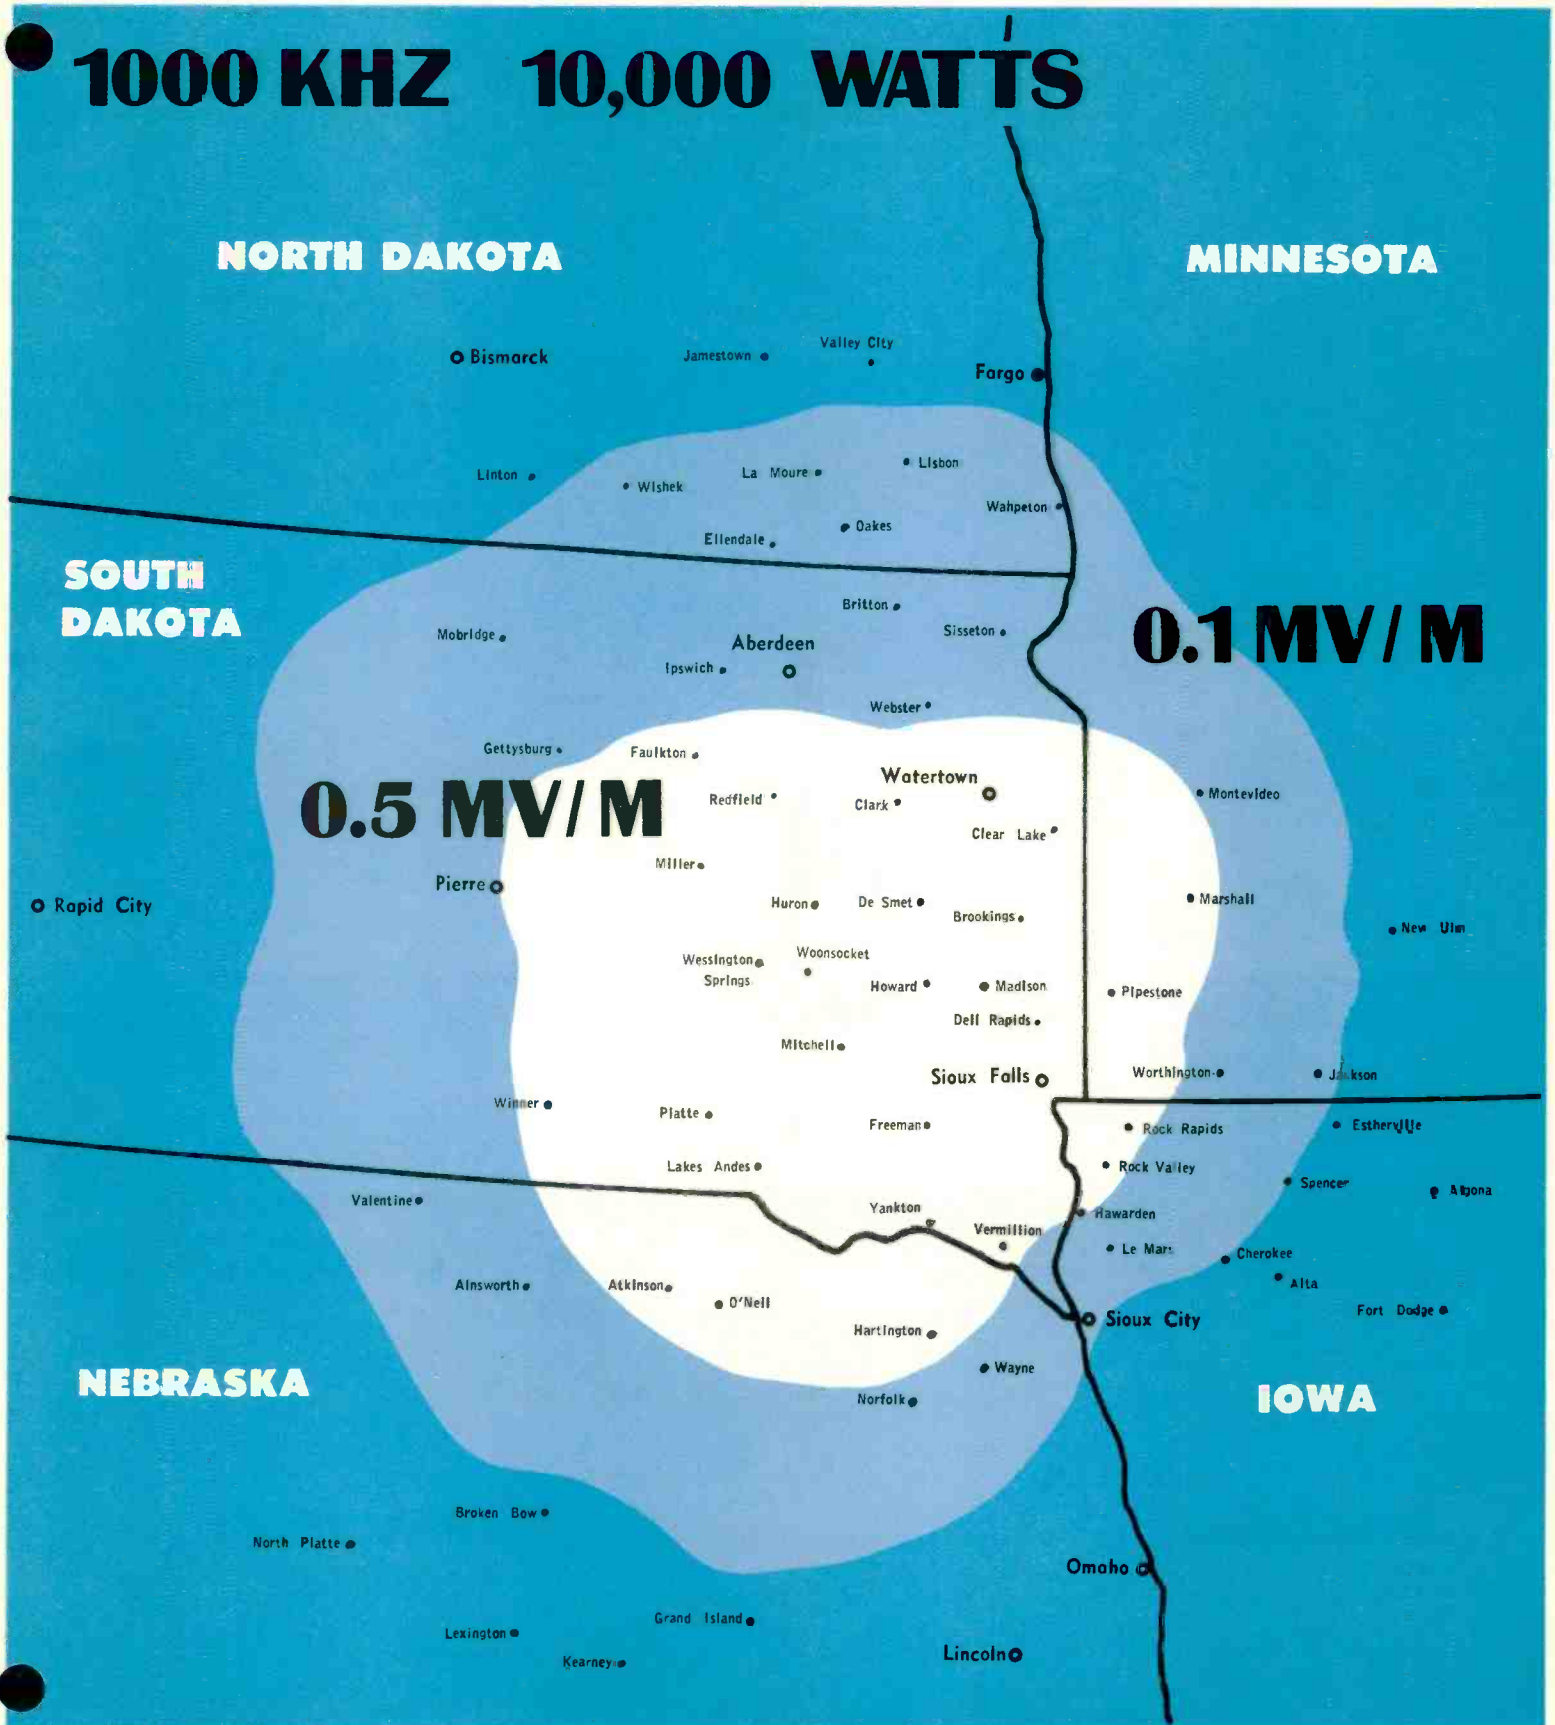 1000 KHZ 10,000 WATTS
NORTH DAKOTA
MINNESOTA
Valley City
Bismarck
Jamestown
Fargo
Lisbon
Linton
La Moure
Wishek
Wahpeton
Oakes
Ellendale
SOUTH
DAKOTA
Britton
0.1 MV/M
Mobridge
Sisseton
Aberdeen
Ipswich
Webster
Gettysburg
Faulkton
Watertown
0.5 MV/M
Redfield
Clark
Montevideo
Clear Lake
Miller
Pierre
Rapid City
Huron
De Smet
Marshall
Brookings
New Ulm
Woonsocket
Wessington
Springs
Howard
Madison
Pipestone
Dell Rapids
Mitchell
Sioux Falls
Worthington
Jackson
Winner
Platte
Freeman
Rock Rapids
Estherville
Lakes Andes
Rock Valley
Spencer
Algona
Valentine
Yankton
Hawarden
Vermillion
Le Mars
Cherokee
Ainsworth
Atkinson
Alta
O'Neil
Fort Dodge
Hartington
Sioux City
Wayne
NEBRASKA
Norfolk
IOWA
Broken Bow
North Platte
Omaha
Grand Island
Lexington
Lincoln
Kearney